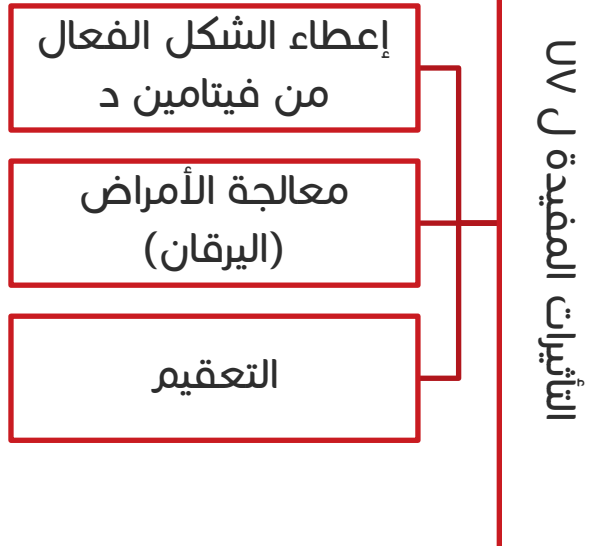 التأثيرات المفيدة ل UV
إعطاء الشكل الفعال
من فيتامين د
معالجة الأمراض
(اليرقان)
التعقيم